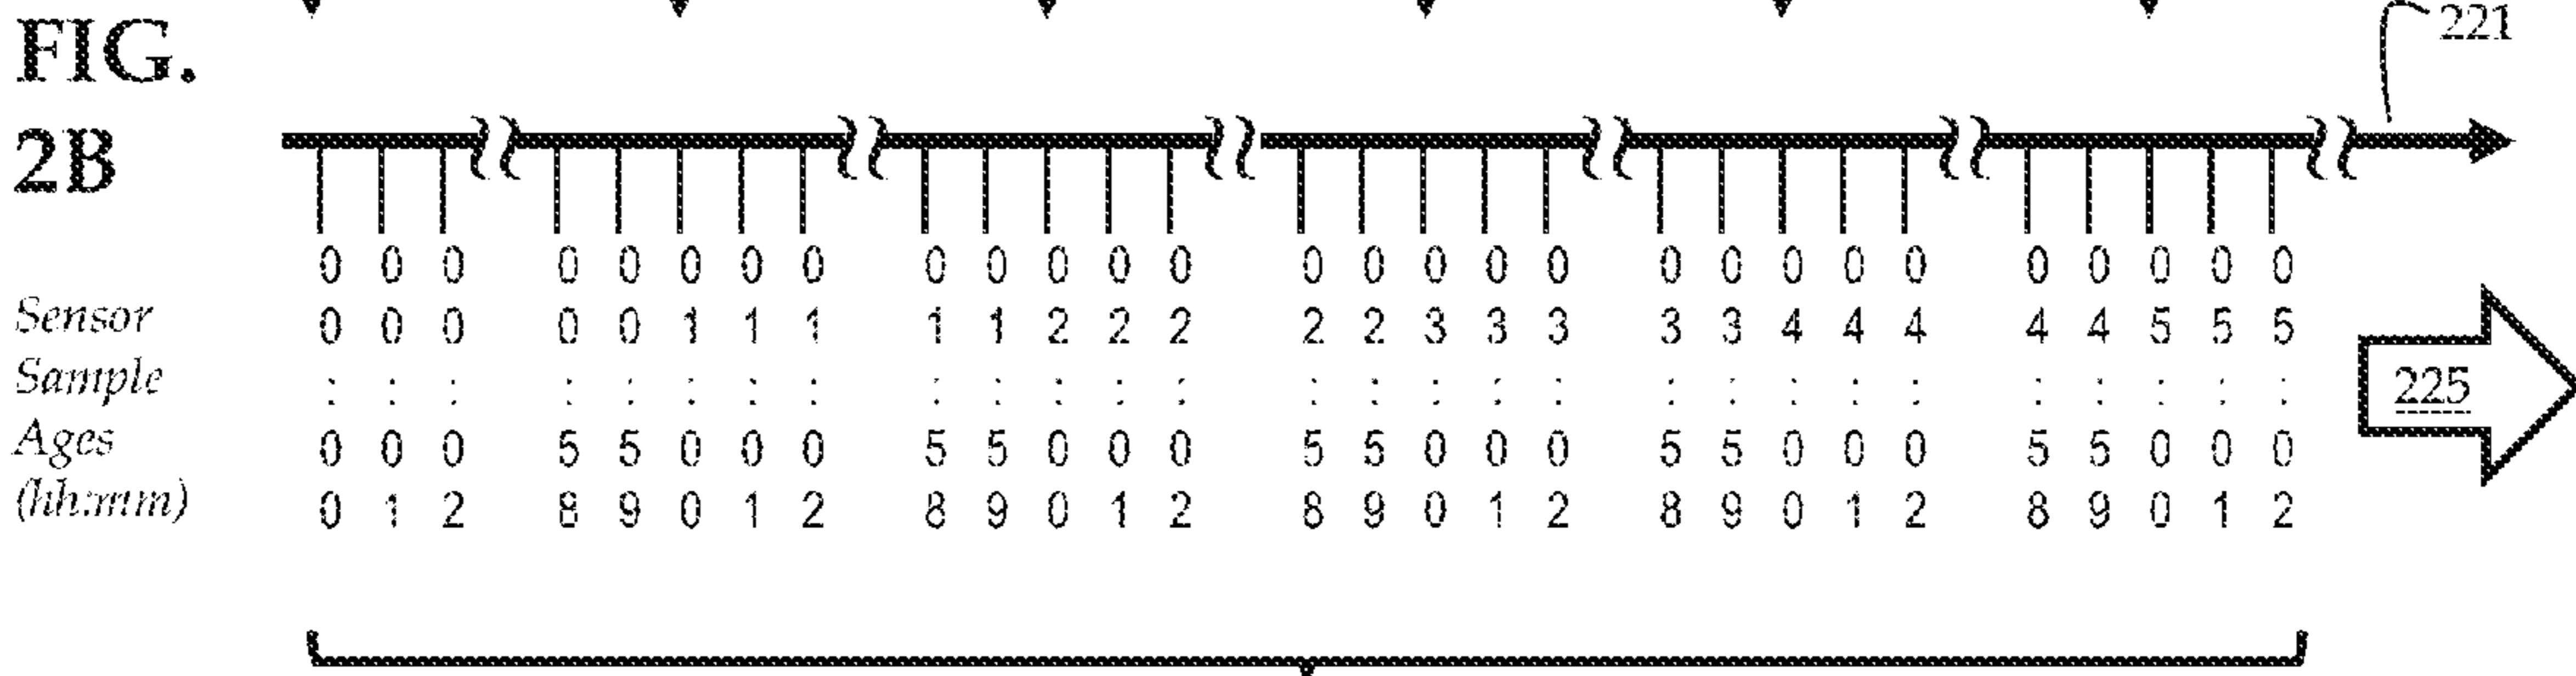 FIG.
221
2B
0 0 0 0 0 0 0 0 0 0 0 0 0 0 0 0 0 0 0 0 0 0 0 0 0 0 0 0
Sensor 0 0 0 0 0 1 1 1 1 1 2 2 2 2 2 3 3 3 3 3 4 4 4 4 4 5 5 5
Sample : : : : : : : : : : : : : : : : : : : : : : : : : : : : 225
Ages 0 0 0 5 5 0 0 0 5 5 0 0 0 5 5 0 0 0 5 5 0 0 0 5 5 0 0 0
(hh:mm) 0 1 2 8 9 0 1 2 8 9 0 1 2 8 9 0 1 2 8 9 0 1 2 8 9 0 1 2